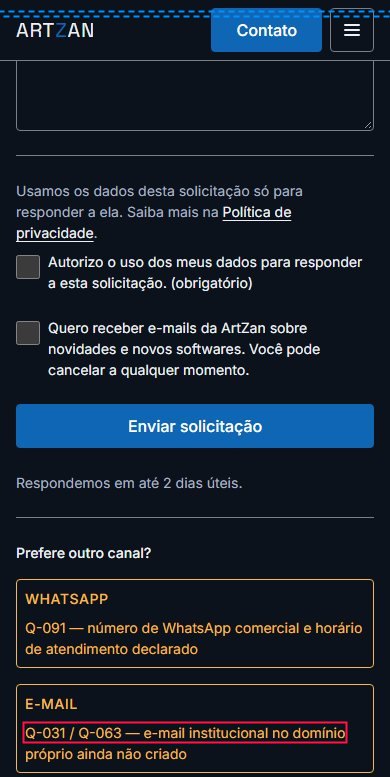 ARTZAN
Contato
Usamos os dados desta solicitação só para
responder a ela. Saiba mais na Política de
privacidade.
Autorizo o uso dos meus dados para responder
a esta solicitação. (obrigatório)
Quero receber e-mails da ArtZan sobre
novidades e novos softwares. Você pode
cancelar a qualquer momento.
Enviar solicitação
Respondemos em até 2 dias úteis.
Prefere outro canal?
WHATSAPP
Q-091 — número de WhatsApp comercial e horário
de atendimento declarado
E-MAIL
Q-031 / Q-063 — e-mail institucional no domínio
próprio ainda não criado